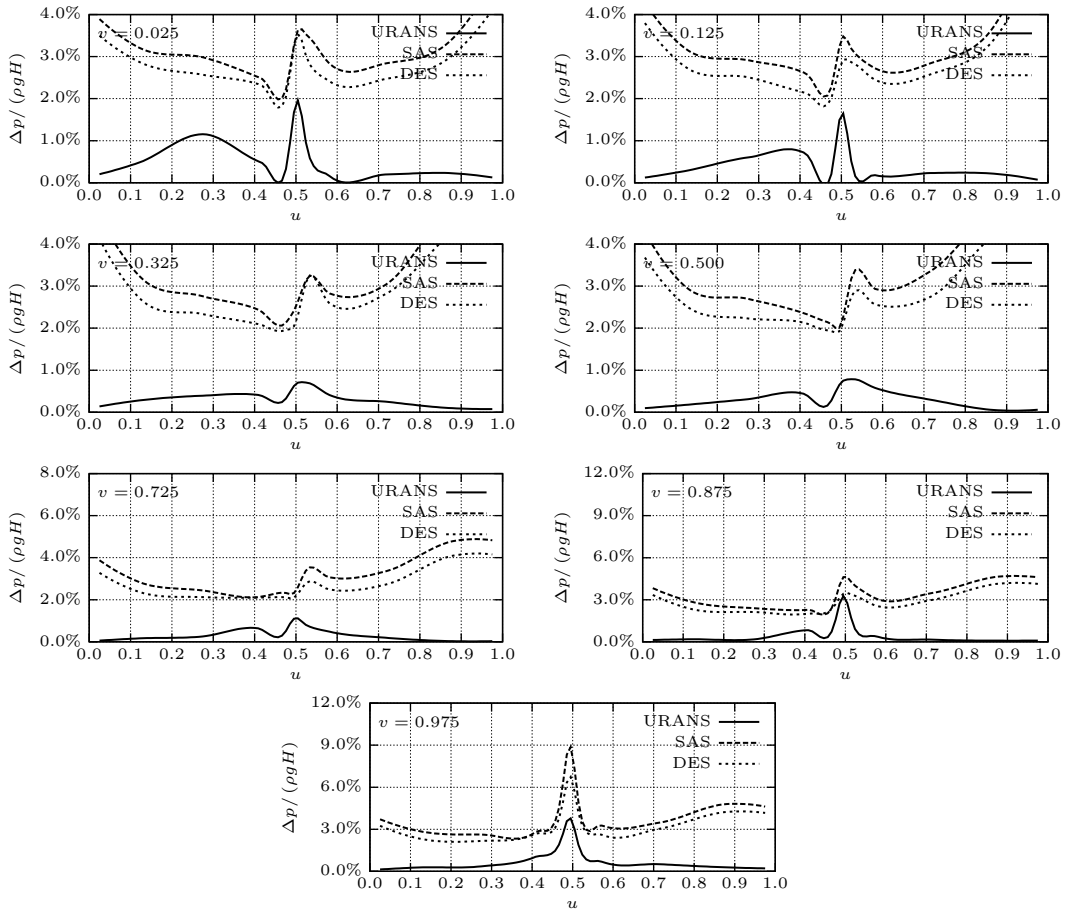 4.0%
3.0%
2.0%
1.0%
0.0%
Δp/ (ρgH)
v = 0.025
URANS
SAS
DES
0.0 0.1 0.2 0.3 0.4 0.5 0.6 0.7 0.8 0.9 1.0
u
4.0%
3.0%
2.0%
1.0%
0.0%
Δp/ (ρgH)
v = 0.125
URANS
SAS
DES
0.0 0.1 0.2 0.3 0.4 0.5 0.6 0.7 0.8 0.9 1.0
u
4.0%
3.0%
2.0%
1.0%
0.0%
Δp/ (ρgH)
v = 0.325
URANS
SAS
DES
0.0 0.1 0.2 0.3 0.4 0.5 0.6 0.7 0.8 0.9 1.0
u
4.0%
3.0%
2.0%
1.0%
0.0%
Δp/ (ρgH)
v = 0.500
URANS
SAS
DES
0.0 0.1 0.2 0.3 0.4 0.5 0.6 0.7 0.8 0.9 1.0
u
8.0%
6.0%
4.0%
2.0%
0.0%
Δp/ (ρgH)
v = 0.725
URANS
SAS
DES
0.0 0.1 0.2 0.3 0.4 0.5 0.6 0.7 0.8 0.9 1.0
u
12.0%
9.0%
6.0%
3.0%
0.0%
Δp/ (ρgH)
v = 0.875
URANS
SAS
DES
0.0 0.1 0.2 0.3 0.4 0.5 0.6 0.7 0.8 0.9 1.0
u
12.0%
9.0%
6.0%
3.0%
0.0%
Δp/ (ρgH)
v = 0.975
URANS
SAS
DES
0.0 0.1 0.2 0.3 0.4 0.5 0.6 0.7 0.8 0.9 1.0
u